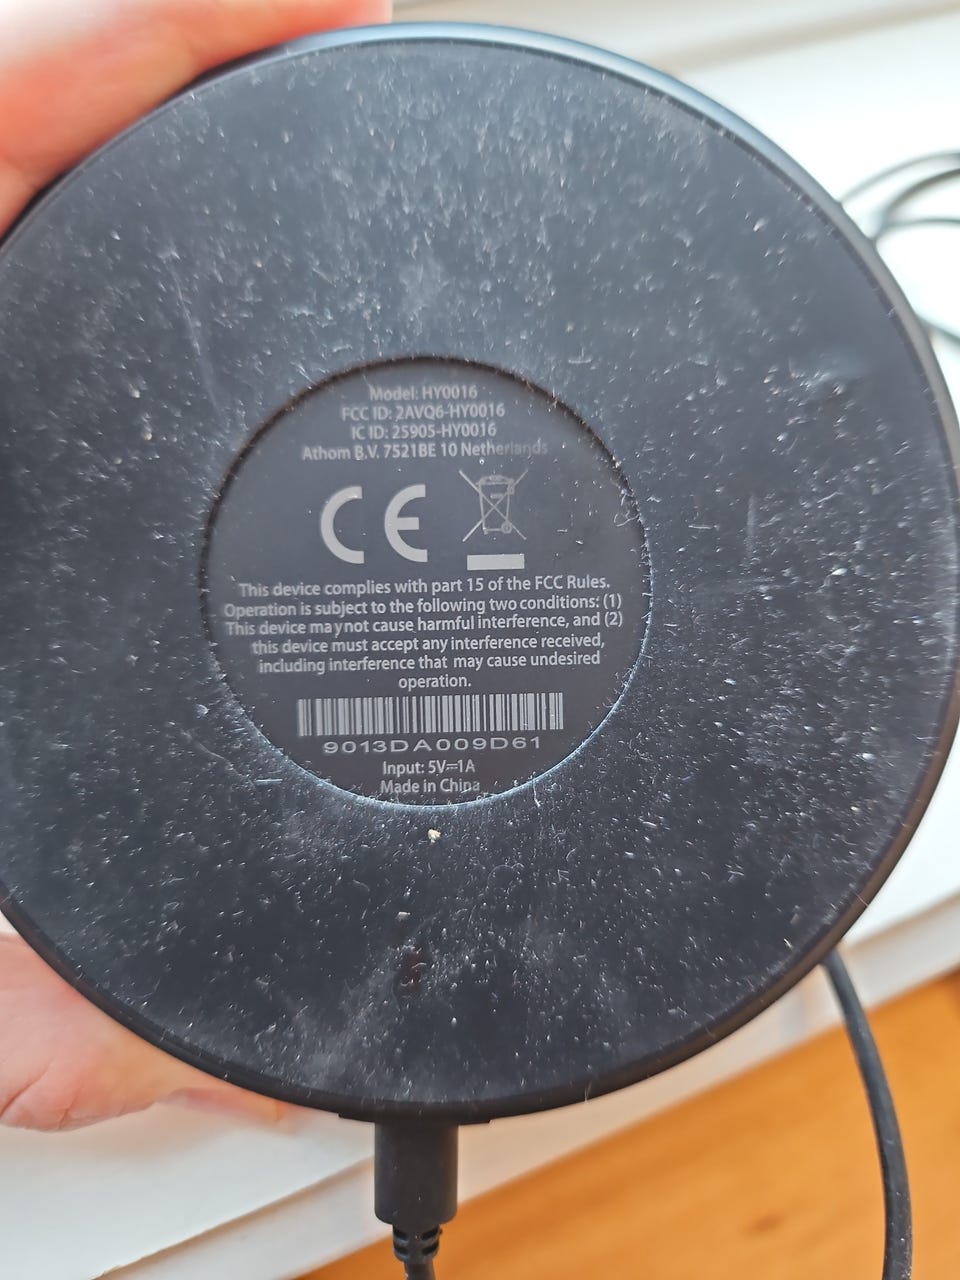 Model: HY0016
FCC ID: 2AVQ6-HY0016
IC ID: 25905-HY0016
Athom B.V. 7521BE 10 Netherlands
CE
This device complies with part 15 of the FCC Rules.
Operation is subject to the following two conditions: (1)
This device may not cause harmful interference, and (2)
this device must accept any interference received,
including interference that may cause undesired
operation.
9013DA009D61
Input: 5V⎓1A
Made in China